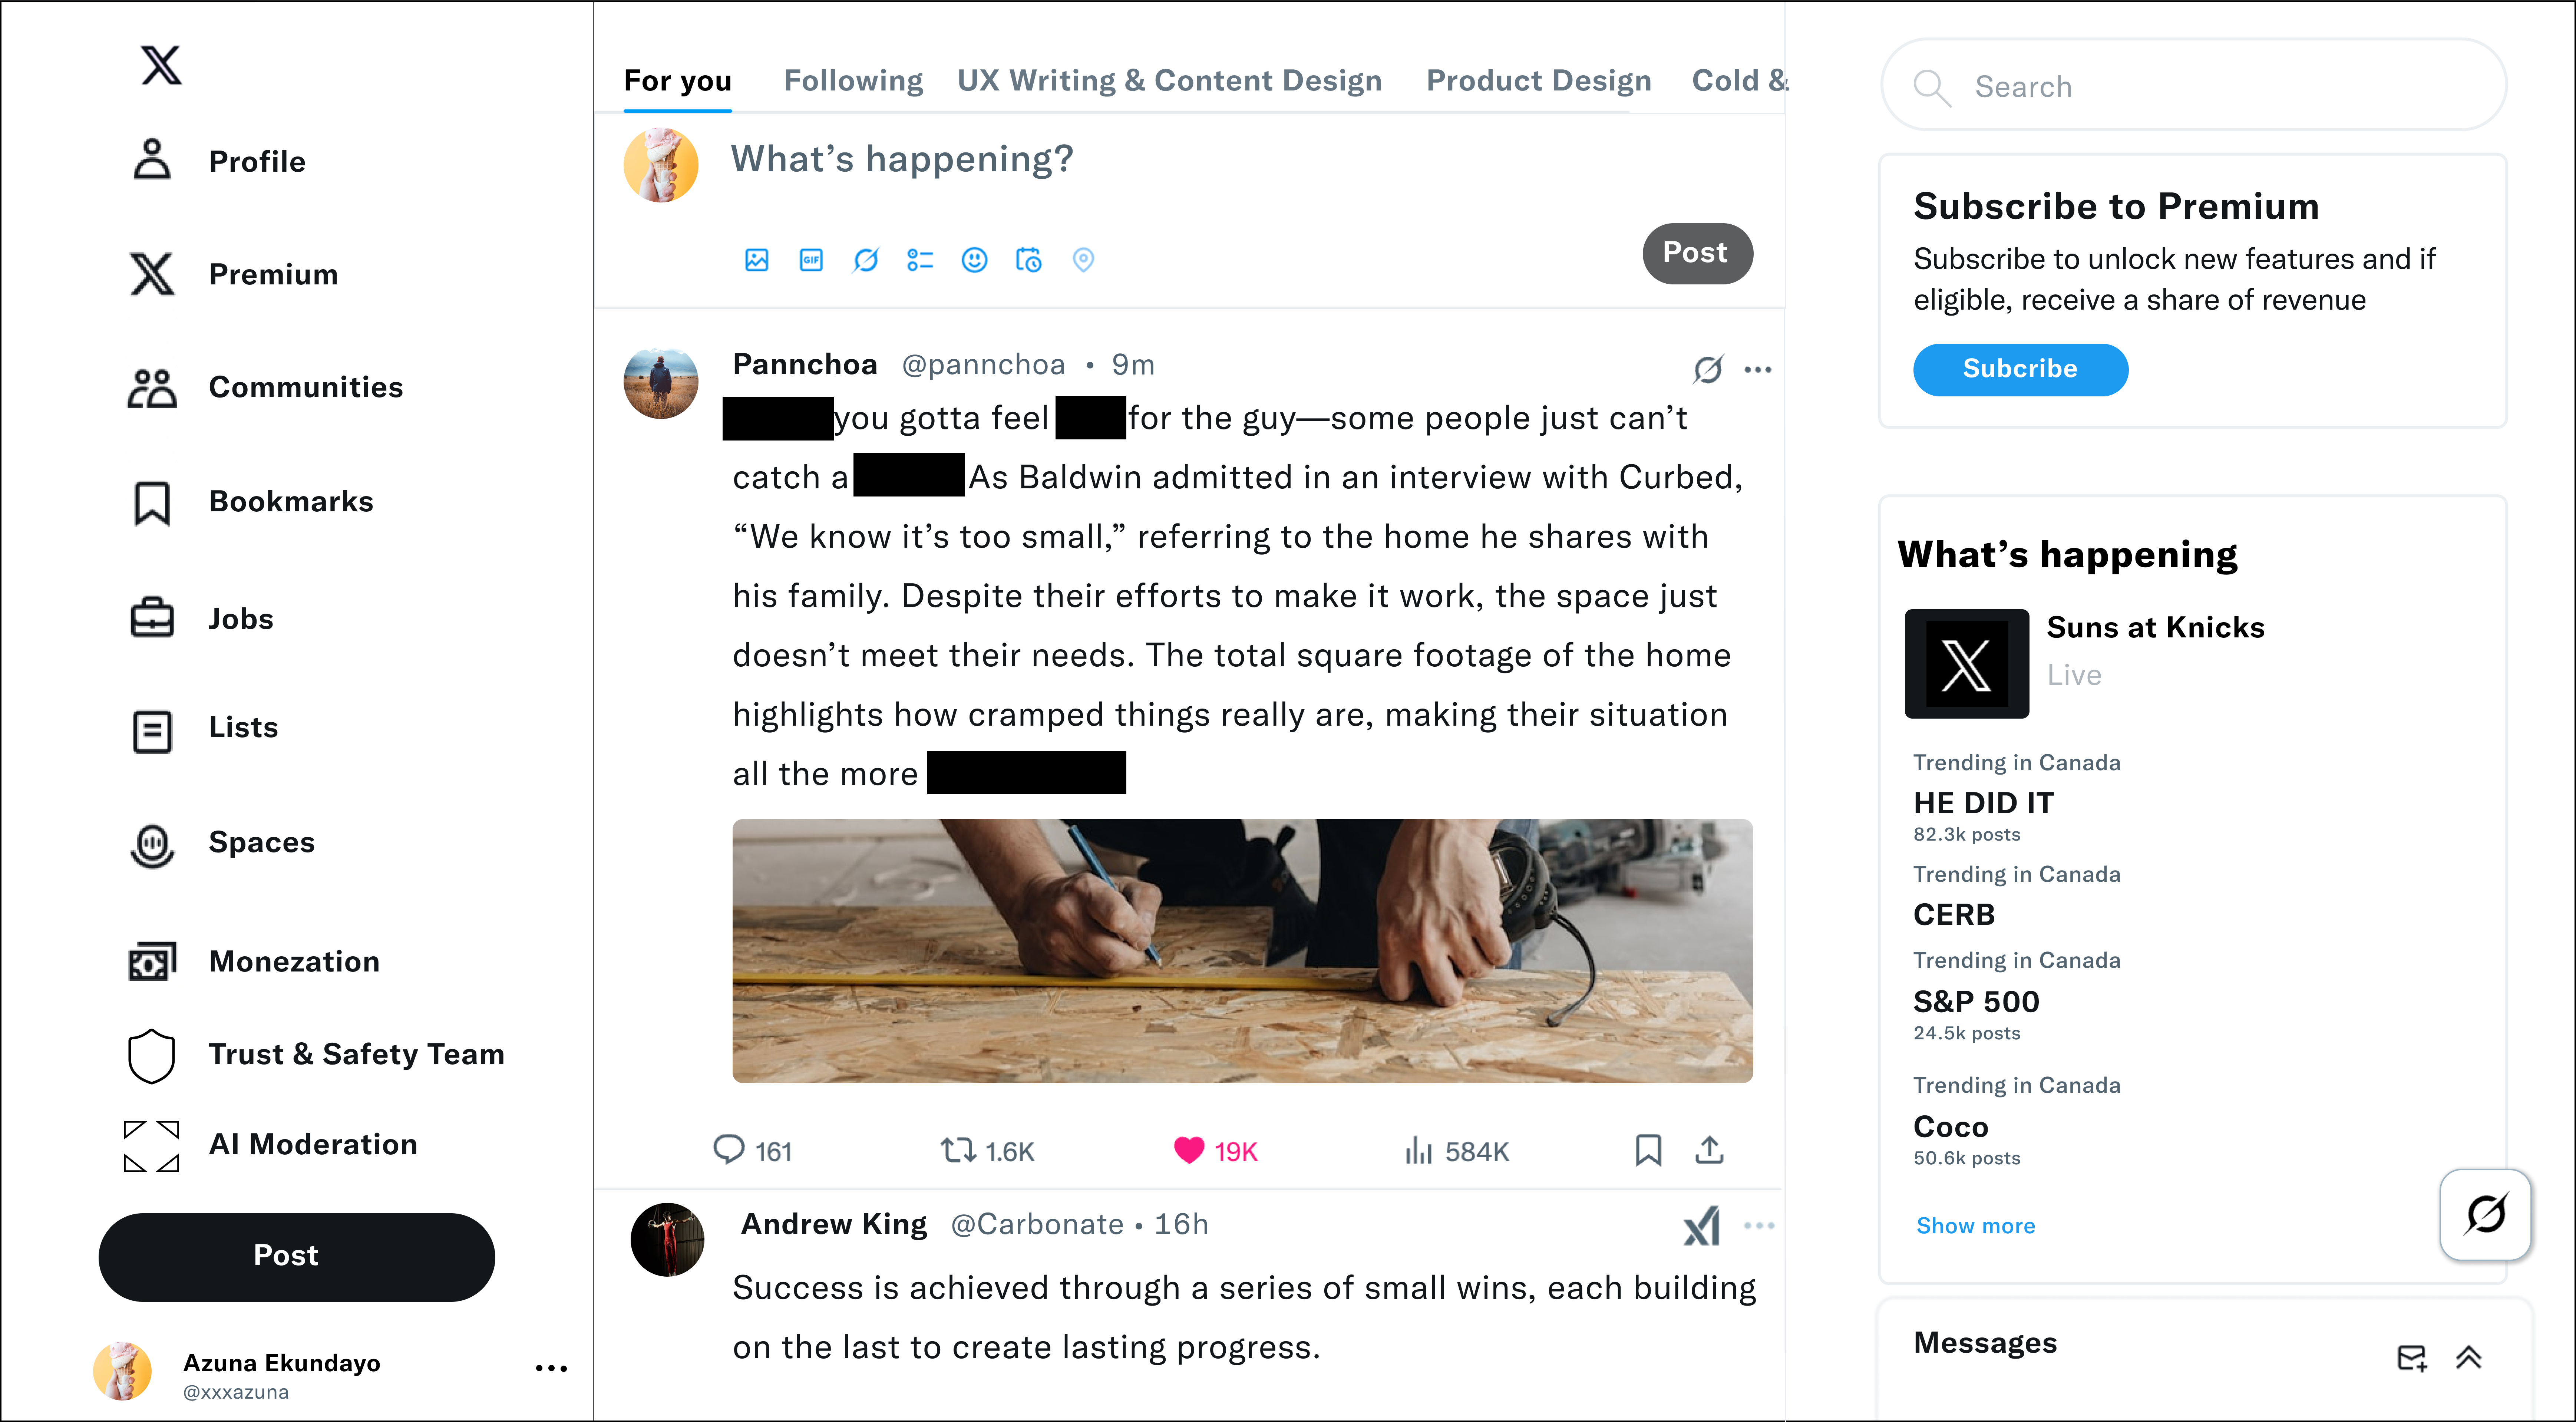 Profile
Premium
Communities
Bookmarks
Jobs
Lists
Spaces
Monezation
Trust & Safety Team
AI Moderation
Post
Azuna Ekundayo
@xxxazuna
For you Following UX Writing & Content Design Product Design Cold &
What’s happening?
GIF
Post
Pannchoa @pannchoa • 9m
you gotta feel for the guy—some people just can’t
catch a As Baldwin admitted in an interview with Curbed,
“We know it’s too small,” referring to the home he shares with
his family. Despite their efforts to make it work, the space just
doesn’t meet their needs. The total square footage of the home
highlights how cramped things really are, making their situation
all the more
161 1.6K 19K 584K
Andrew King @Carbonate • 16h
Success is achieved through a series of small wins, each building
on the last to create lasting progress.
Search
Subscribe to Premium
Subscribe to unlock new features and if
eligible, receive a share of revenue
Subcribe
What’s happening
Suns at Knicks
Live
Trending in Canada
HE DID IT
82.3k posts
Trending in Canada
CERB
Trending in Canada
S&P 500
24.5k posts
Trending in Canada
Coco
50.6k posts
Show more
Messages